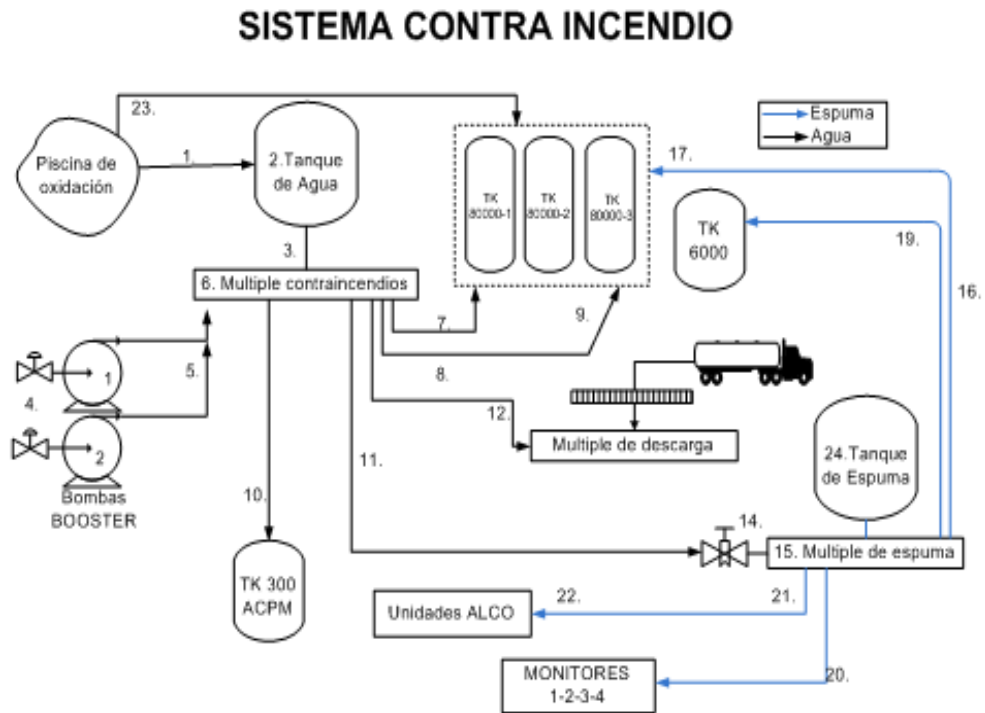 SISTEMA CONTRA INCENDIO
23.
Espuma
Agua
Piscina de
oxidación
1.
2.Tanque
de Agua
TK
80000-1
TK
80000-2
TK
80000-3
17.
TK
6000
19.
16.
3.
6. Multiple contraincendios
7.
9.
8.
5.
1
4.
2
Bombas
BOOSTER
12.
Multiple de descarga
11.
10.
24.Tanque
de Espuma
14.
15. Multiple de espuma
TK 300
ACPM
Unidades ALCO
22.
21.
MONITORES
1-2-3-4
20.